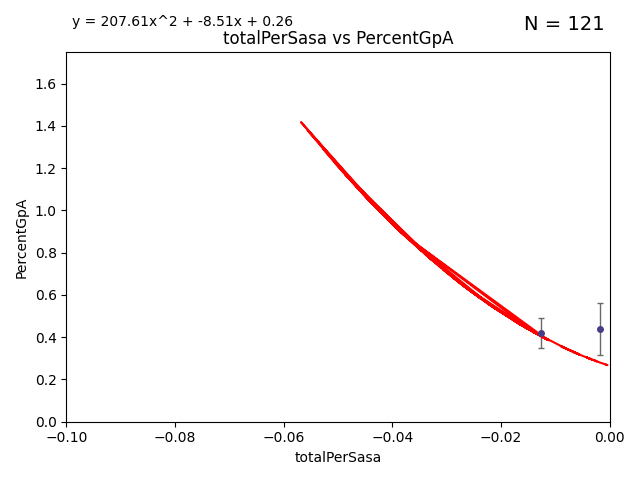 y = 207.61x^2 + -8.51x + 0.26
N = 121
totalPerSasa vs PercentGpA
PercentGpA
1.6
1.4
1.2
1.0
0.8
0.6
0.4
0.2
0.0
−0.10 −0.08 −0.06 −0.04 −0.02 0.00
totalPerSasa